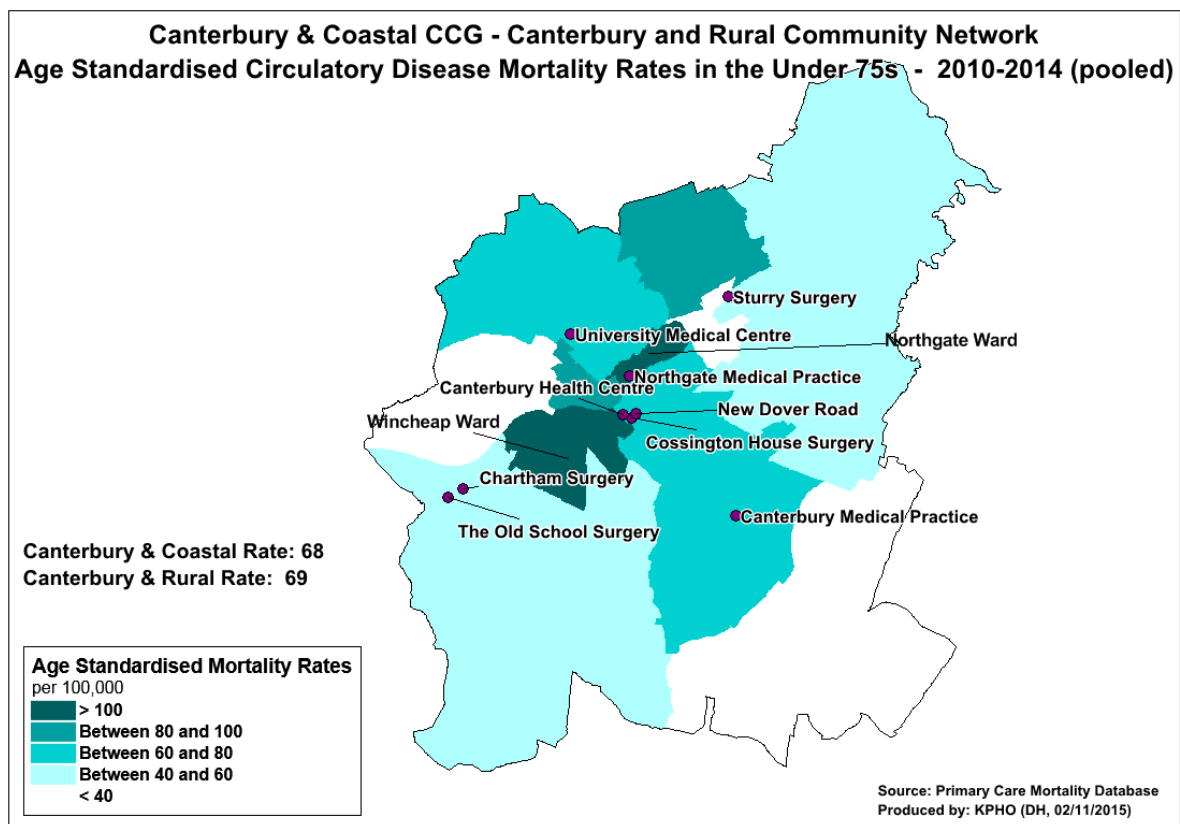 Canterbury & Coastal CCG - Canterbury and Rural Community Network
Age Standardised Circulatory Disease Mortality Rates in the Under 75s - 2010-2014 (pooled)
Sturry Surgery
University Medical Centre
Northgate Ward
Northgate Medical Practice
Canterbury Health Centre
New Dover Road
Wincheap Ward
Cossington House Surgery
Chartham Surgery
Canterbury Medical Practice
The Old School Surgery
Canterbury & Coastal Rate: 68
Canterbury & Rural Rate: 69
Age Standardised Mortality Rates
per 100,000
> 100
Between 80 and 100
Between 60 and 80
Between 40 and 60
< 40
Source: Primary Care Mortality Database
Produced by: KPHO (DH, 02/11/2015)